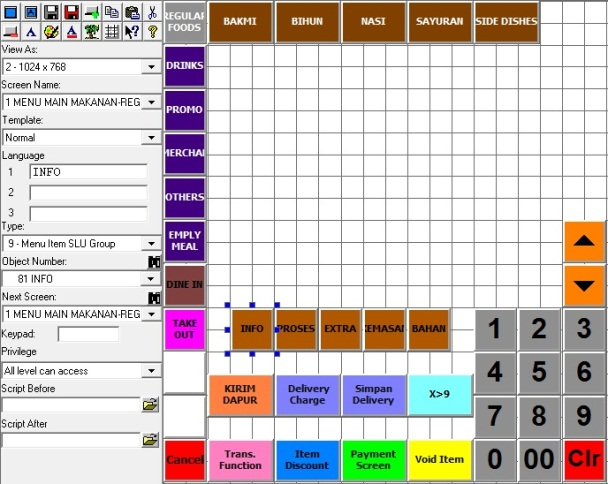 View As:
2 - 1024 x 768
Screen Name:
1 MENU MAIN MAKANAN-REG
Template:
Normal
Language
1 INFO
2
3
Type:
9 - Menu Item SLU Group
Object Number:
81 INFO
Next Screen:
1 MENU MAIN MAKANAN-REG
Keypad:
Privilege
All level can access
Script Before
Script After
REGULAR
FOODS
BAKMI
BIHUN
NASI
SAYURAN
SIDE DISHES
DRINKS
PROMO
MERCHA
OTHERS
EMPLY
MEAL
DINE IN
TAKE
OUT
INFO
PROSES
EXTRA
KEMASAN
BAHAN
1 2 3
KIRIM
DAPUR
Delivery
Charge
Simpan
Delivery
X>9
4 5 6
7 8 9
Cancel
Trans.
Function
Item
Discount
Payment
Screen
Void Item
0 00 Clr